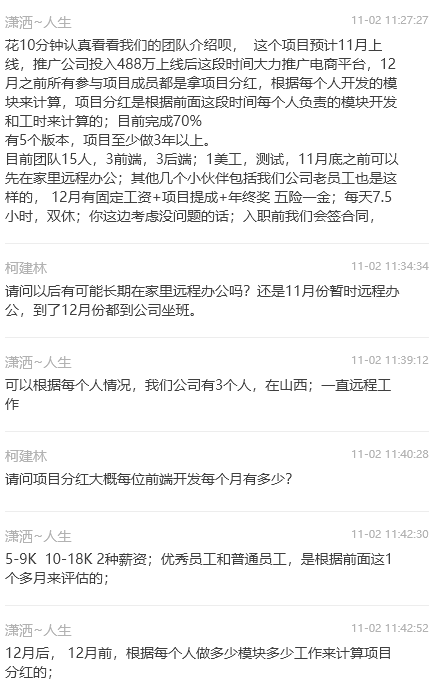 潇洒~人生 11-02 11:27:27
花10分钟认真看看我们的团队介绍呗， 这个项目预计11月上
线，推广公司投入488万上线后这段时间大力推广电商平台，12
月之前所有参与项目成员都是拿项目分红，根据每个人开发的模
块来计算，项目分红是根据前面这段时间每个人负责的模块开发
和工时来计算的；目前完成70%
有5个版本，项目至少做3年以上。
目前团队15人，3前端，3后端；1美工，测试，11月底之前可以
先在家里远程办公；其他几个小伙伴包括我们公司老员工也是这
样的， 12月有固定工资+项目提成+年终奖 五险一金；每天7.5
小时，双休；你这边考虑没问题的话；入职前我们会签合同，
柯建林 11-02 11:34:34
请问以后有可能长期在家里远程办公吗？还是11月份暂时远程办
公，到了12月份都到公司坐班。
潇洒~人生 11-02 11:39:12
可以根据每个人情况，我们公司有3个人，在山西；一直远程工
作
柯建林 11-02 11:40:28
请问项目分红大概每位前端开发每个月有多少？
潇洒~人生 11-02 11:42:30
5-9K 10-18K 2种薪资；优秀员工和普通员工，是根据前面这1
个多月来评估的；
潇洒~人生 11-02 11:42:52
12月后， 12月前，根据每个人做多少模块多少工作来计算项目
分红的；